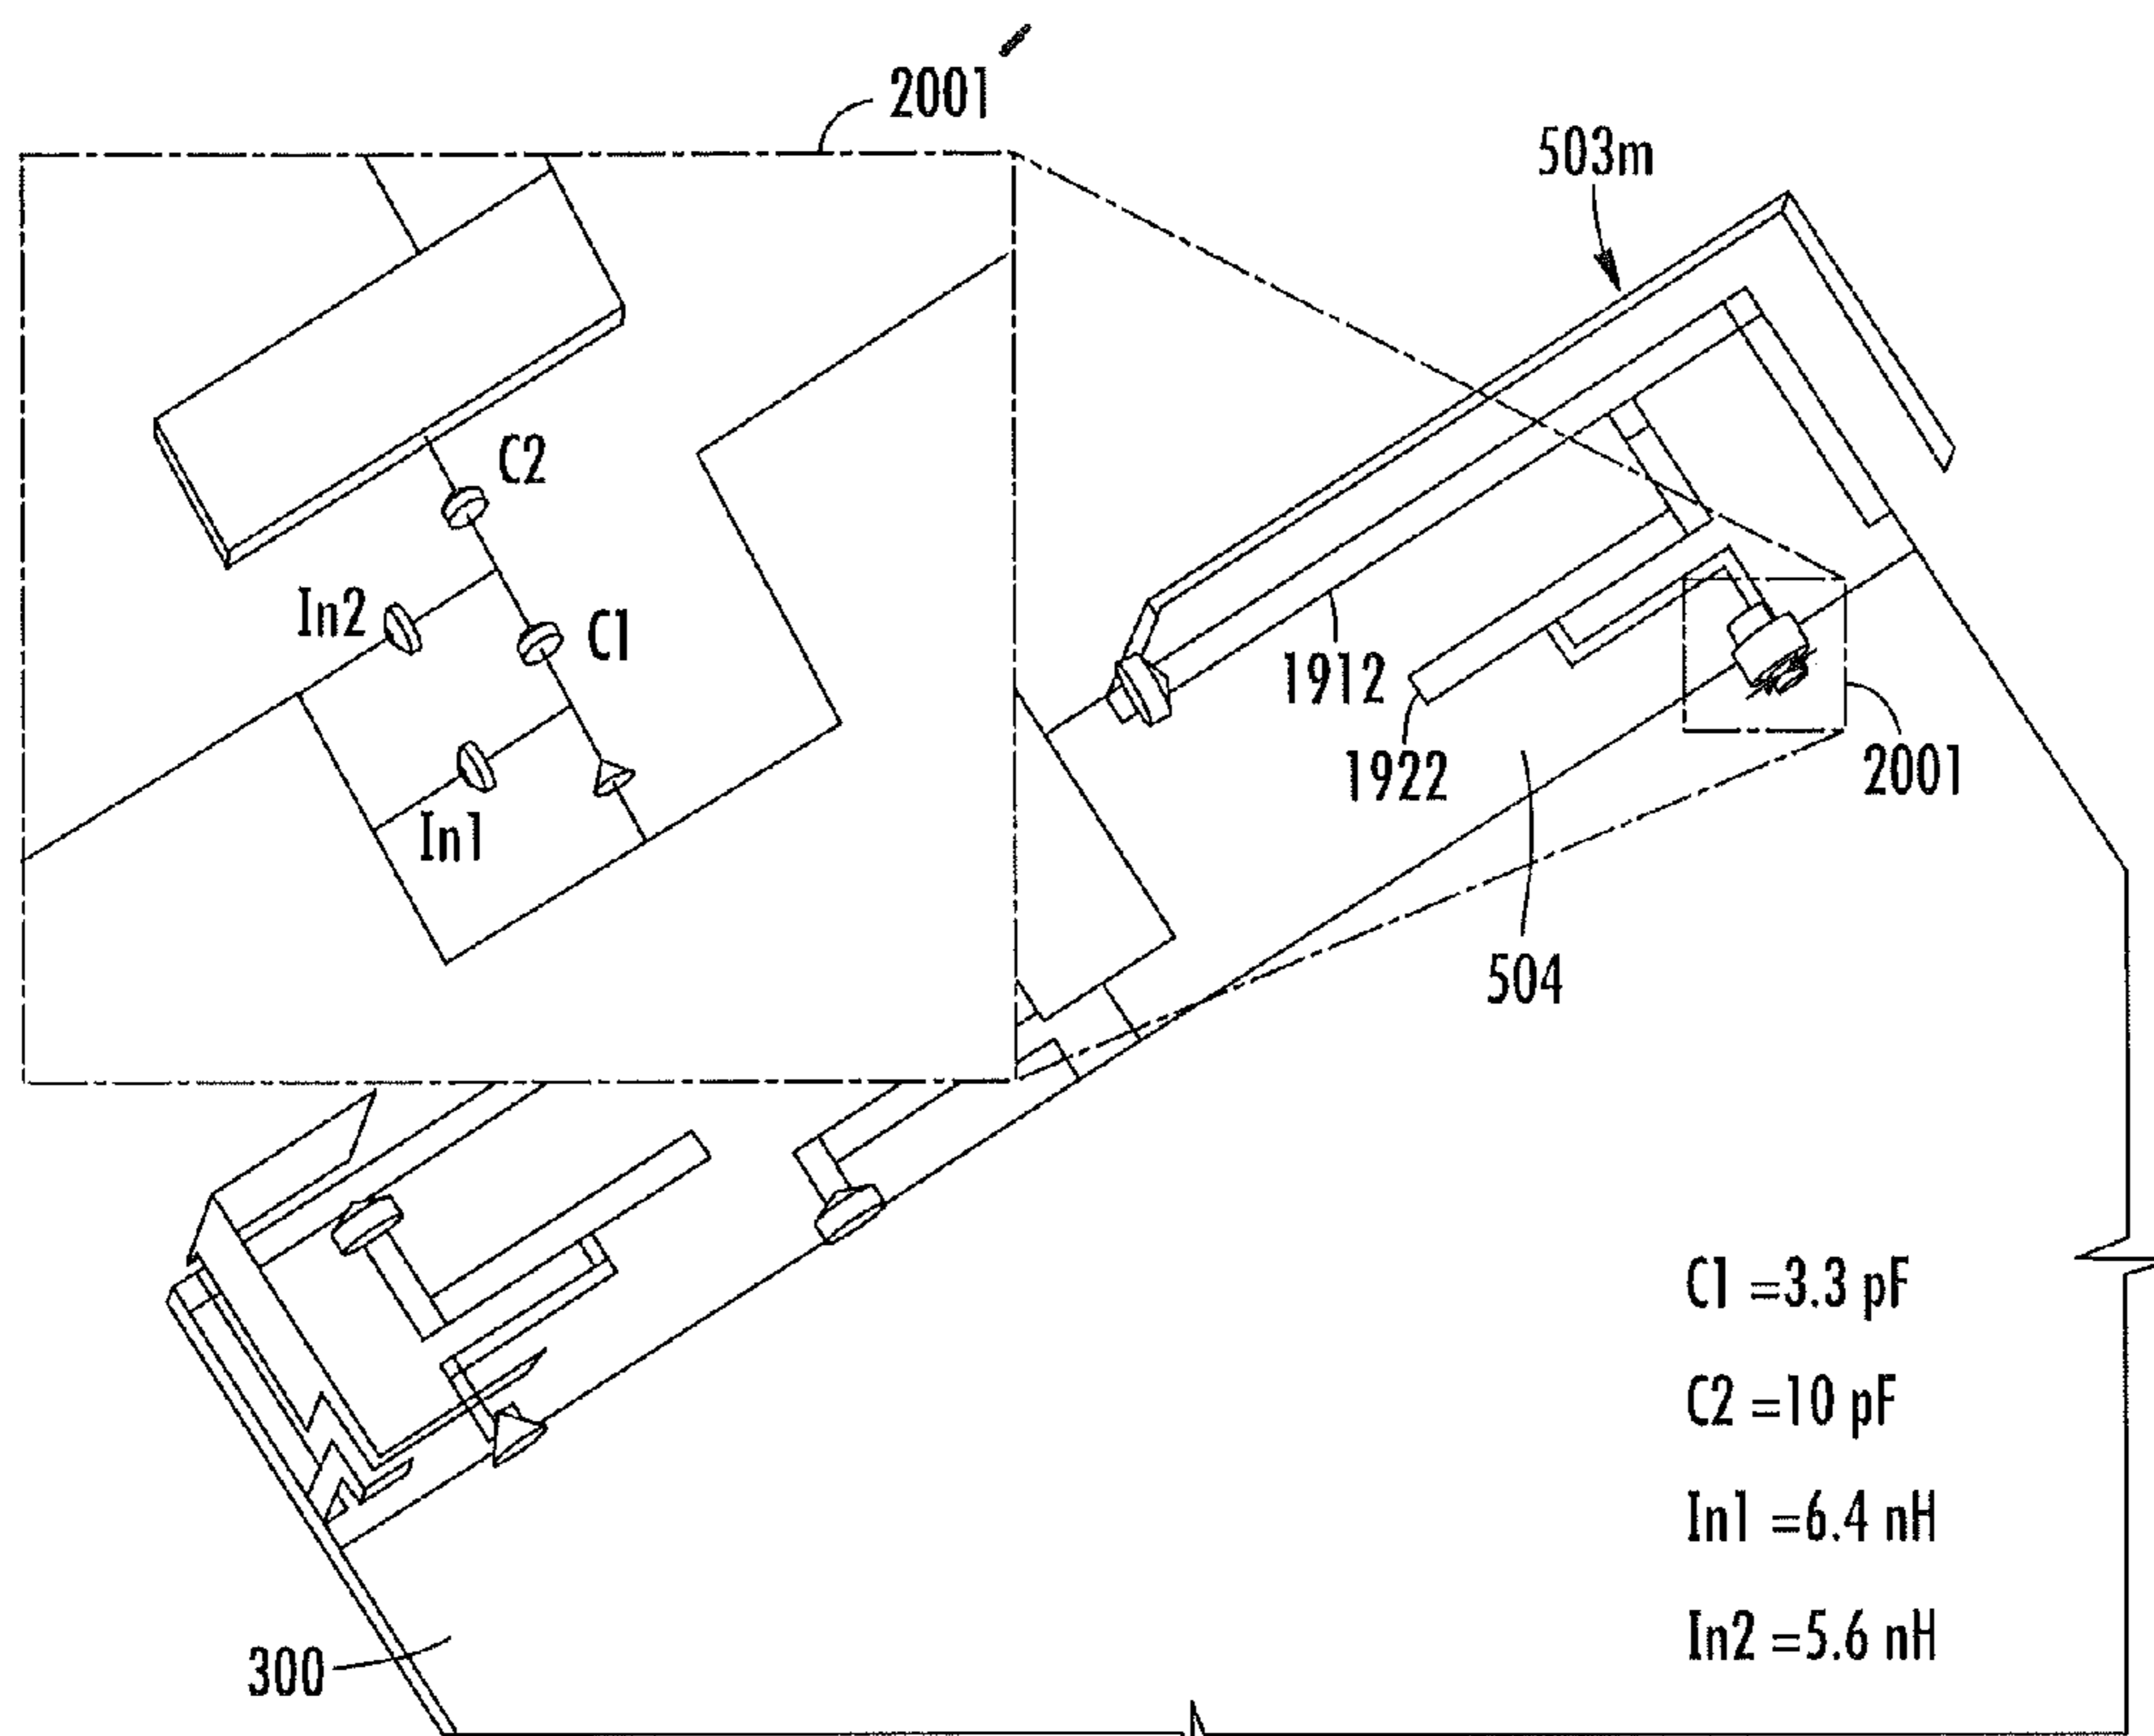 2001
503m
C2
In2
C1
1912
1922
2001
In1
504
C1 =3.3 pF
C2 =10 pF
In1 =6.4 nH
In2 =5.6 nH
300